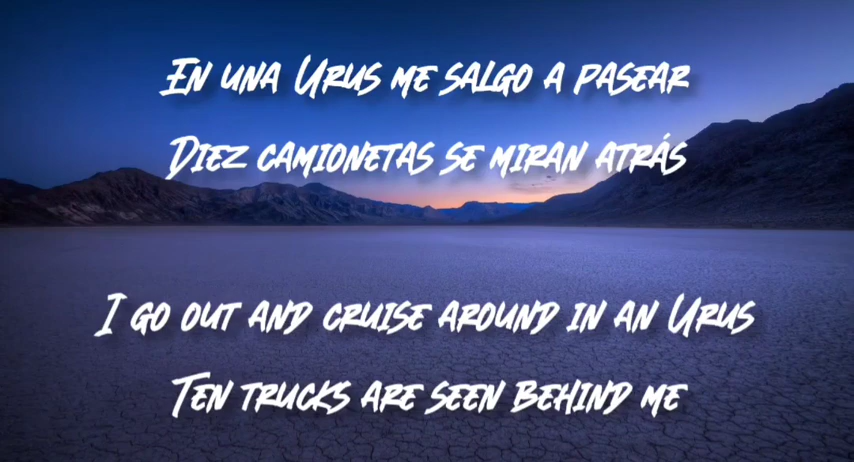 En una Urus me salgo a pasear
Diez camionetas se miran atrás
I go out and cruise around in an Urus
Ten trucks are seen behind me